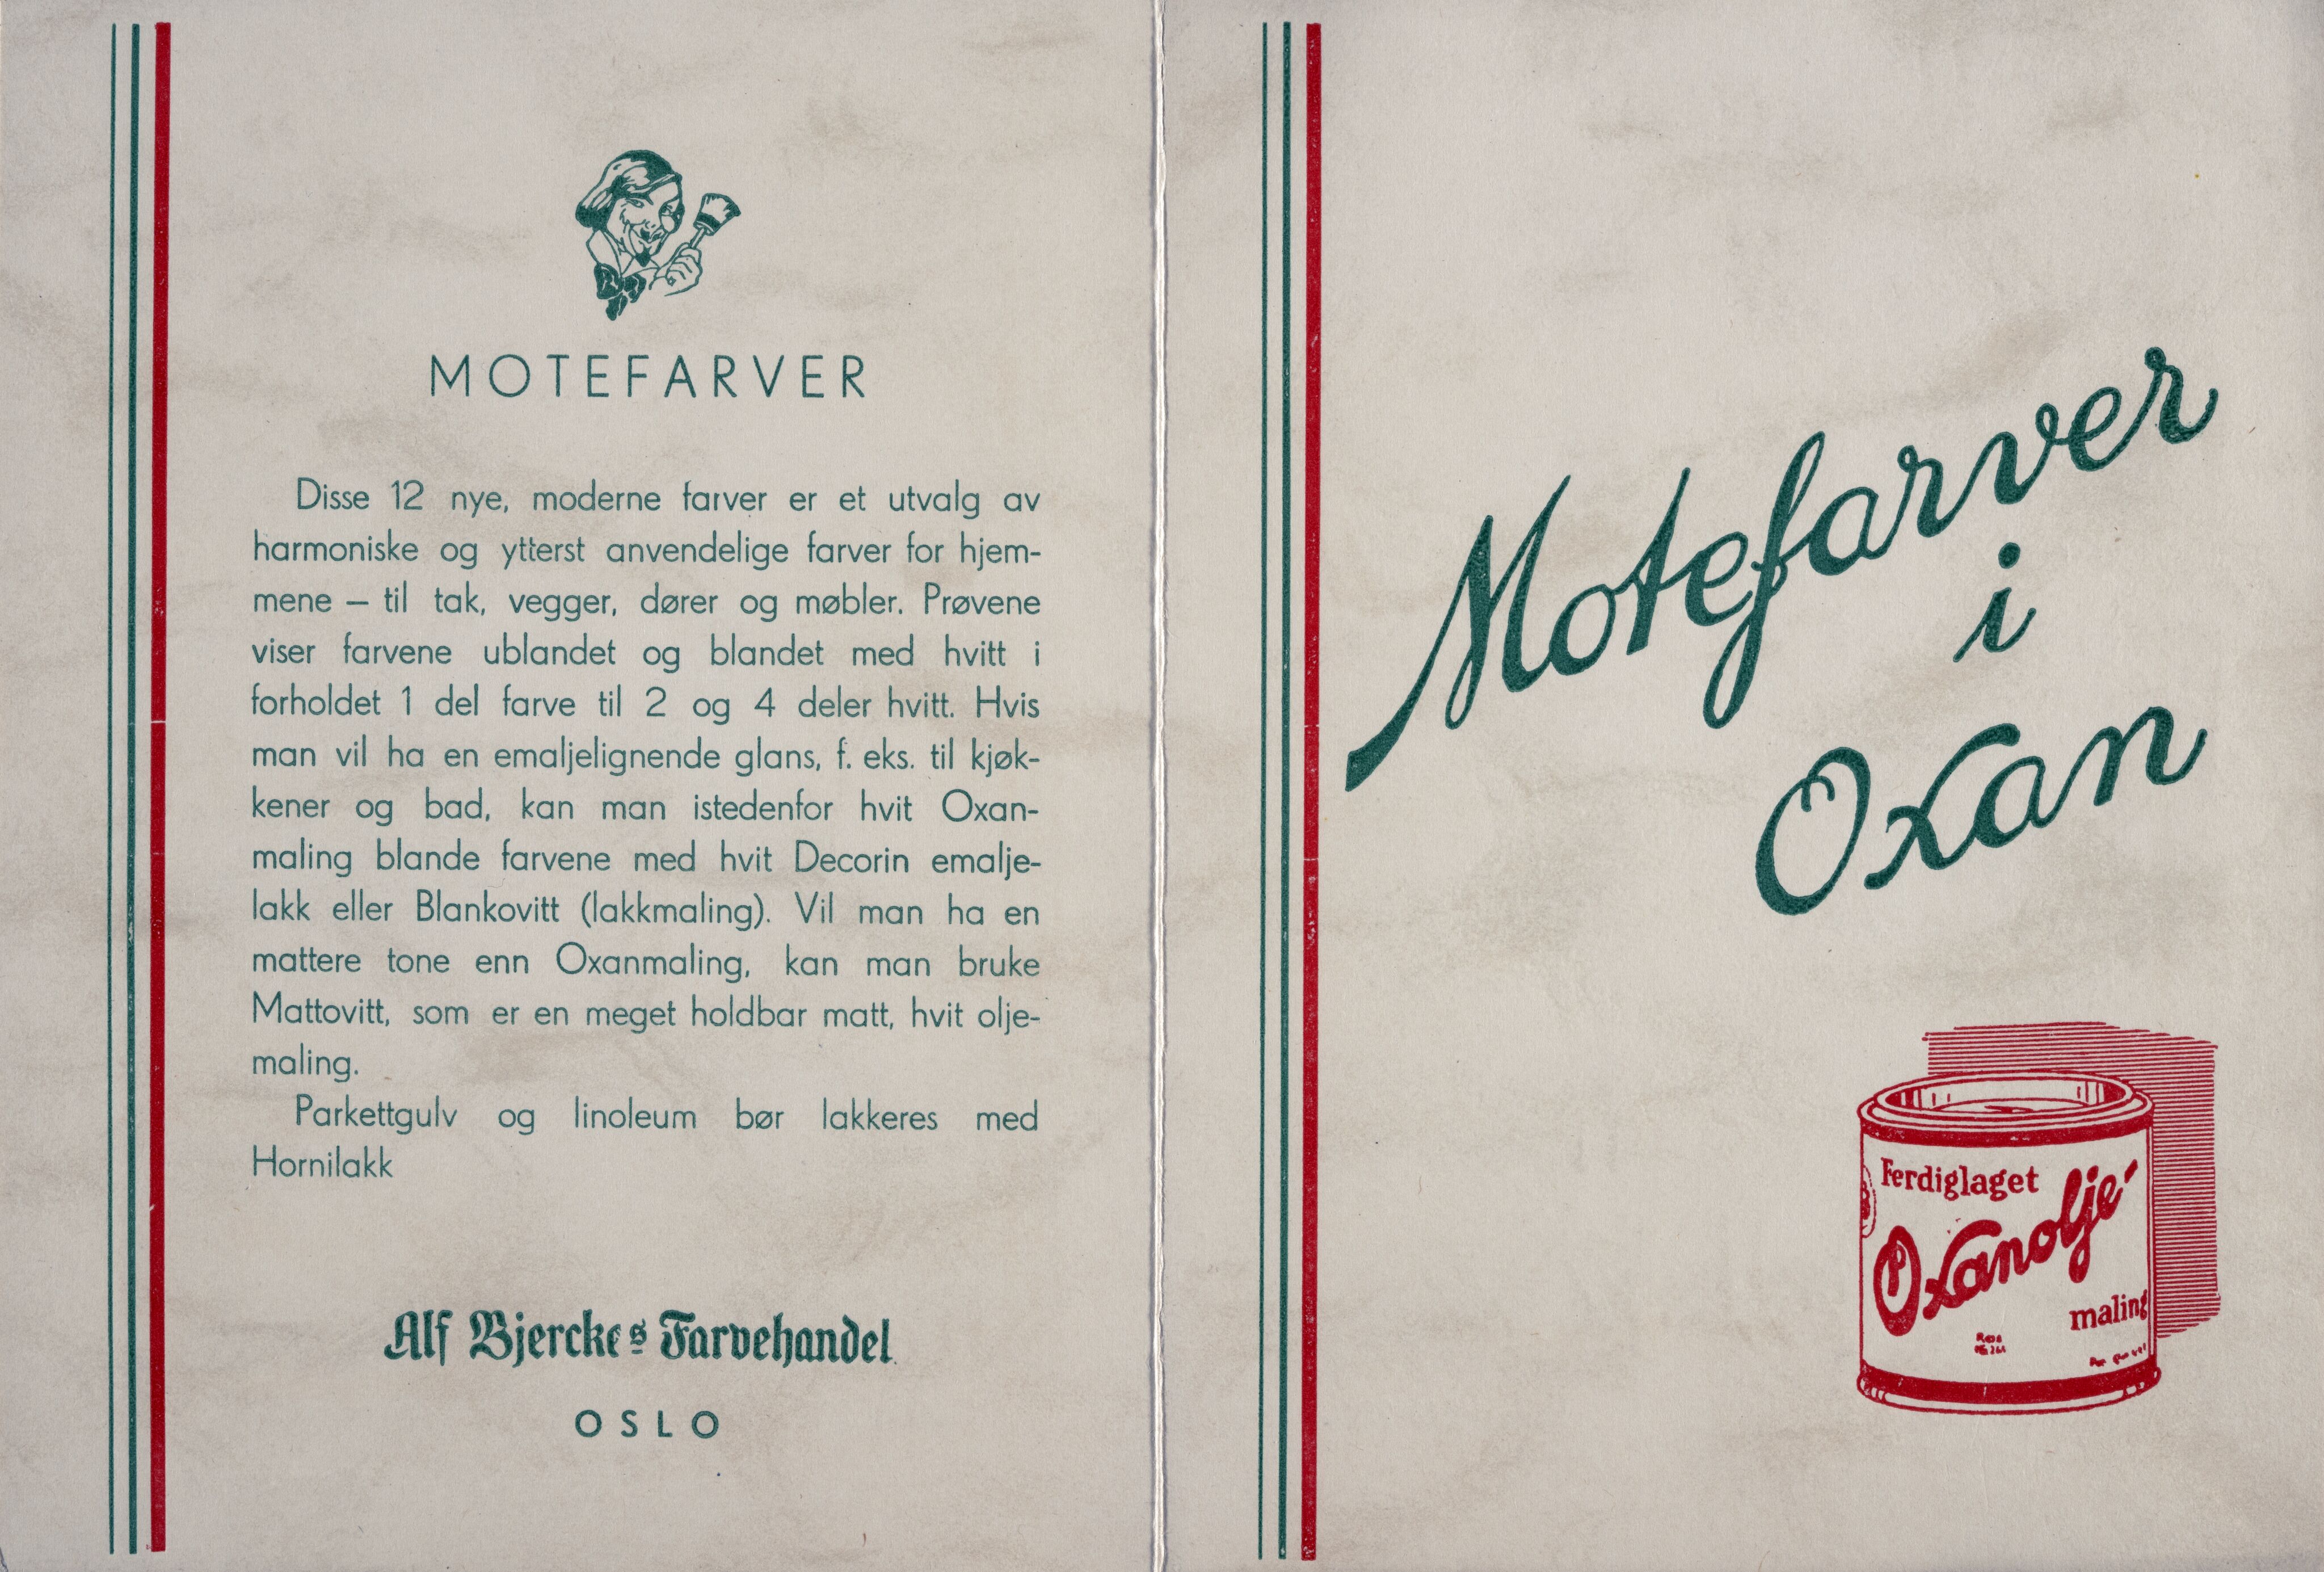 MOTEFARVER
Disse 12 nye, moderne farver er et utvalg av
harmoniske og ytterst anvendelige farver for hjem-
mene – til tak, vegger, dører og møbler. Prøvene
viser farvene ublandet og blandet med hvitt i
forholdet 1 del farve til 2 og 4 deler hvitt. Hvis
man vil ha en emaljelignende glans, f. eks. til kjøk-
kener og bad, kan man istedenfor hvit Oxan-
maling blande farvene med hvit Decorin emalje-
lakk eller Blankovitt (lakkmaling). Vil man ha en
mattere tone enn Oxanmaling, kan man bruke
Mattovitt, som er en meget holdbar matt, hvit olje-
maling.
Parkettgulv og linoleum bør lakkeres med
Hornilakk
Alf Bjerckes Farvehandel
OSLO
Motefarver
i
Oxan
Ferdiglaget
Oxanolje-
maling